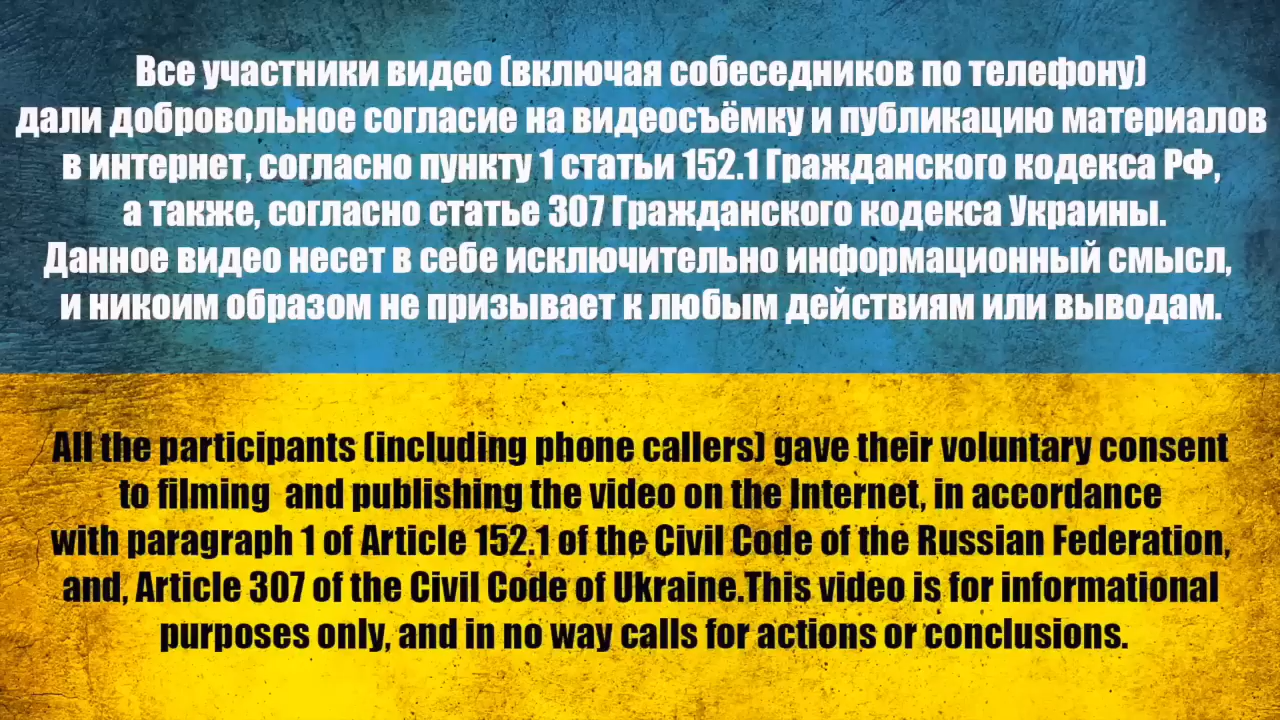 Все участники видео (включая собеседников по телефону)
дали добровольное согласие на видеосъёмку и публикацию материалов
в интернет, согласно пункту 1 статьи 152.1 Гражданского кодекса РФ,
а также, согласно статье 307 Гражданского кодекса Украины.
Данное видео несет в себе исключительно информационный смысл,
и никоим образом не призывает к любым действиям или выводам.
All the participants (including phone callers) gave their voluntary consent
to filming  and publishing the video on the Internet, in accordance
with paragraph 1 of Article 152.1 of the Civil Code of the Russian Federation,
and, Article 307 of the Civil Code of Ukraine.This video is for informational
purposes only, and in no way calls for actions or conclusions.